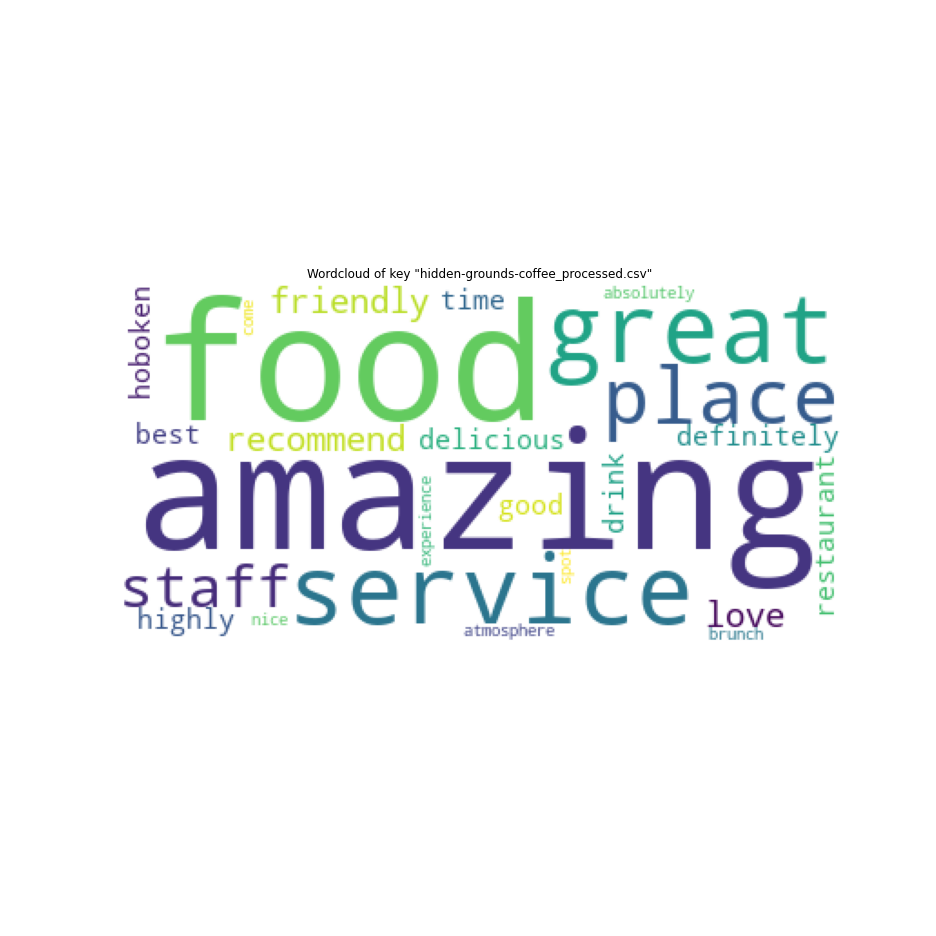 Wordcloud of key "hidden-grounds-coffee_processed.csv"
hoboken
come
friendly
time
absolutely
food
great
place
best
recommend
delicious
definitely
amazing
experience
good
drink
restaurant
staff
service
spot
highly
nice
atmosphere
love
brunch